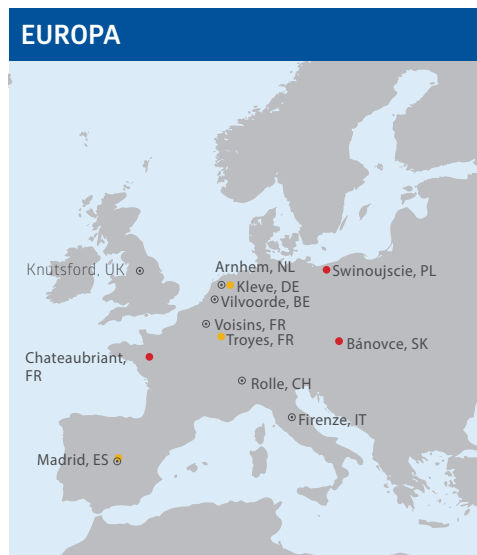 EUROPA
Knutsford, UK
Arnhem, NL
Swinoujscie, PL
Kleve, DE
Vilvoorde, BE
Voisins, FR
Troyes, FR
Bánovce, SK
Chateaubriant,
FR
Rolle, CH
Firenze, IT
Madrid, ES